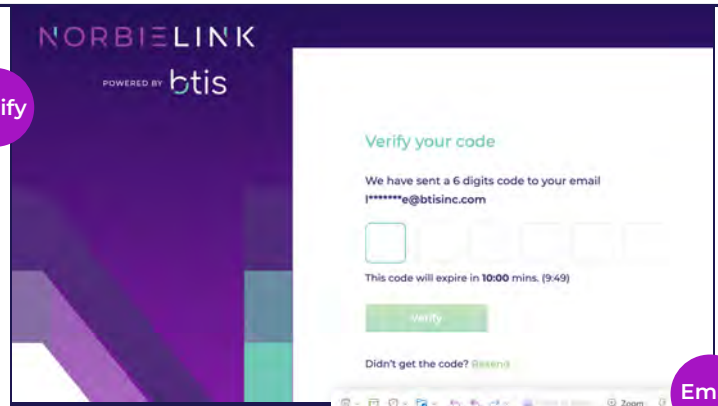 NORBIELINK
POWERED BY btis
ify
Verify your code
We have sent a 6 digits code to your email
l*******e@btisinc.com
This code will expire in 10:00 mins. (9:49)
Verify
Didn't get the code? Resend
Em
Zoom